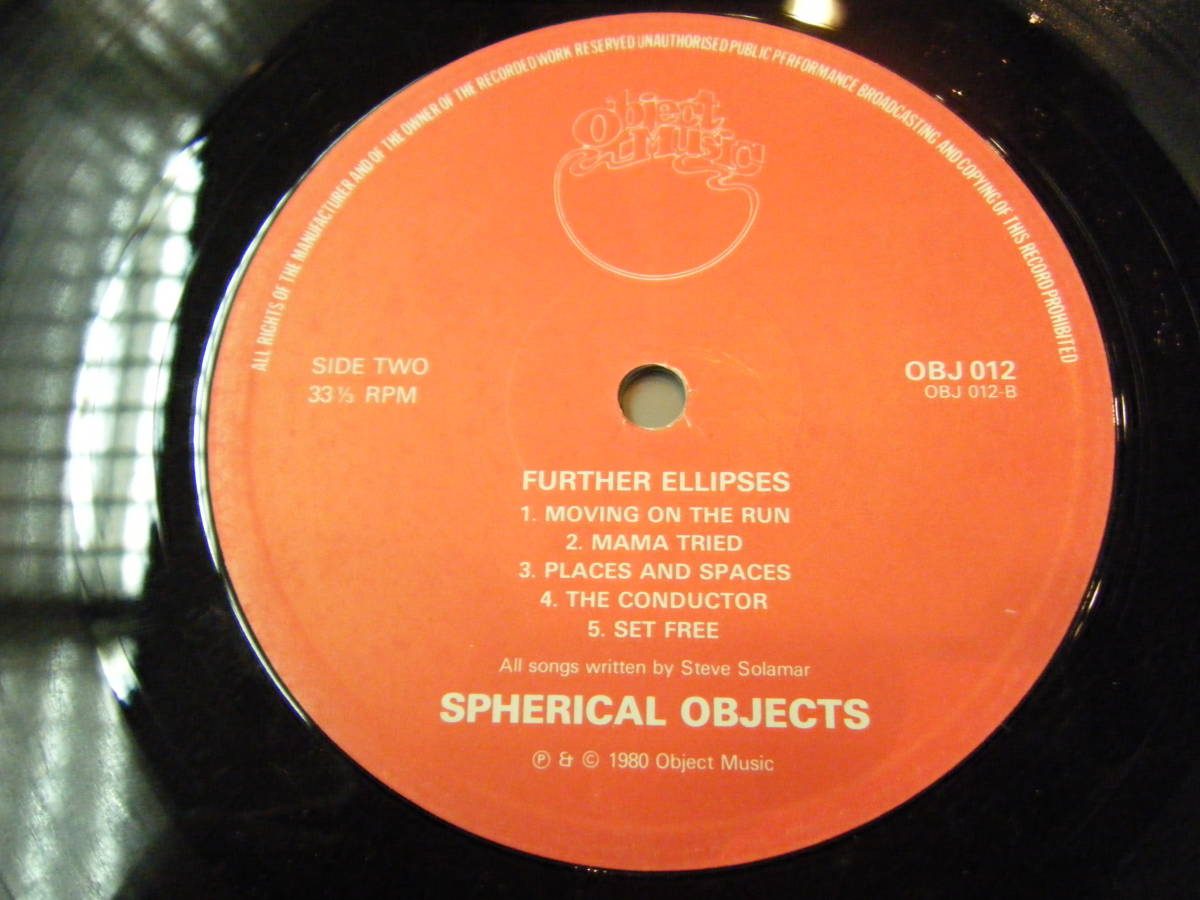 ALL RIGHTS OF THE MANUFACTURER AND OF THE OWNER OF THE RECORDED WORK RESERVED UNAUTHORISED PUBLIC PERFORMANCE BROADCASTING AND COPYING OF THIS RECORD PROHIBITED
Object
Music
SIDE TWO
33⅓ RPM
OBJ 012
OBJ 012-B
FURTHER ELLIPSES
1. MOVING ON THE RUN
2. MAMA TRIED
3. PLACES AND SPACES
4. THE CONDUCTOR
5. SET FREE
All songs written by Steve Solamar
SPHERICAL OBJECTS
℗ & © 1980 Object Music